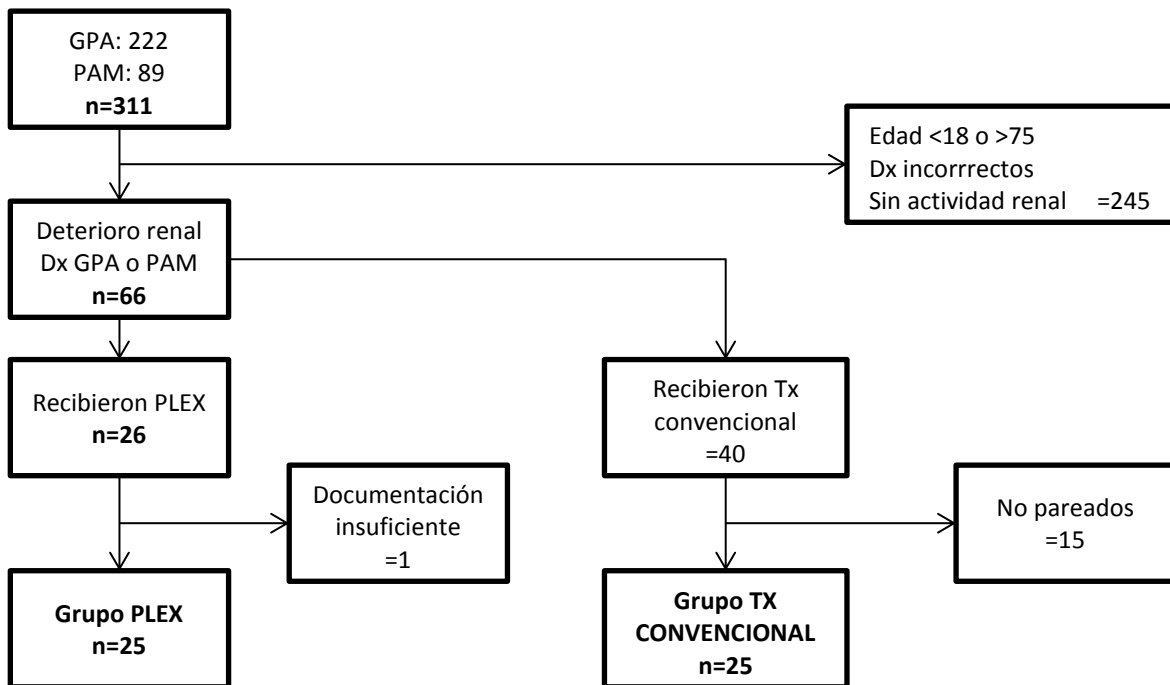 GPA: 222
PAM: 89
n=311
Edad <18 o >75
Dx incorrrectos
Sin actividad renal =245
Deterioro renal
Dx GPA o PAM
n=66
Recibieron PLEX
n=26
Recibieron Tx
convencional
=40
Documentación
insuficiente
=1
No pareados
=15
Grupo PLEX
n=25
Grupo TX
CONVENCIONAL
n=25